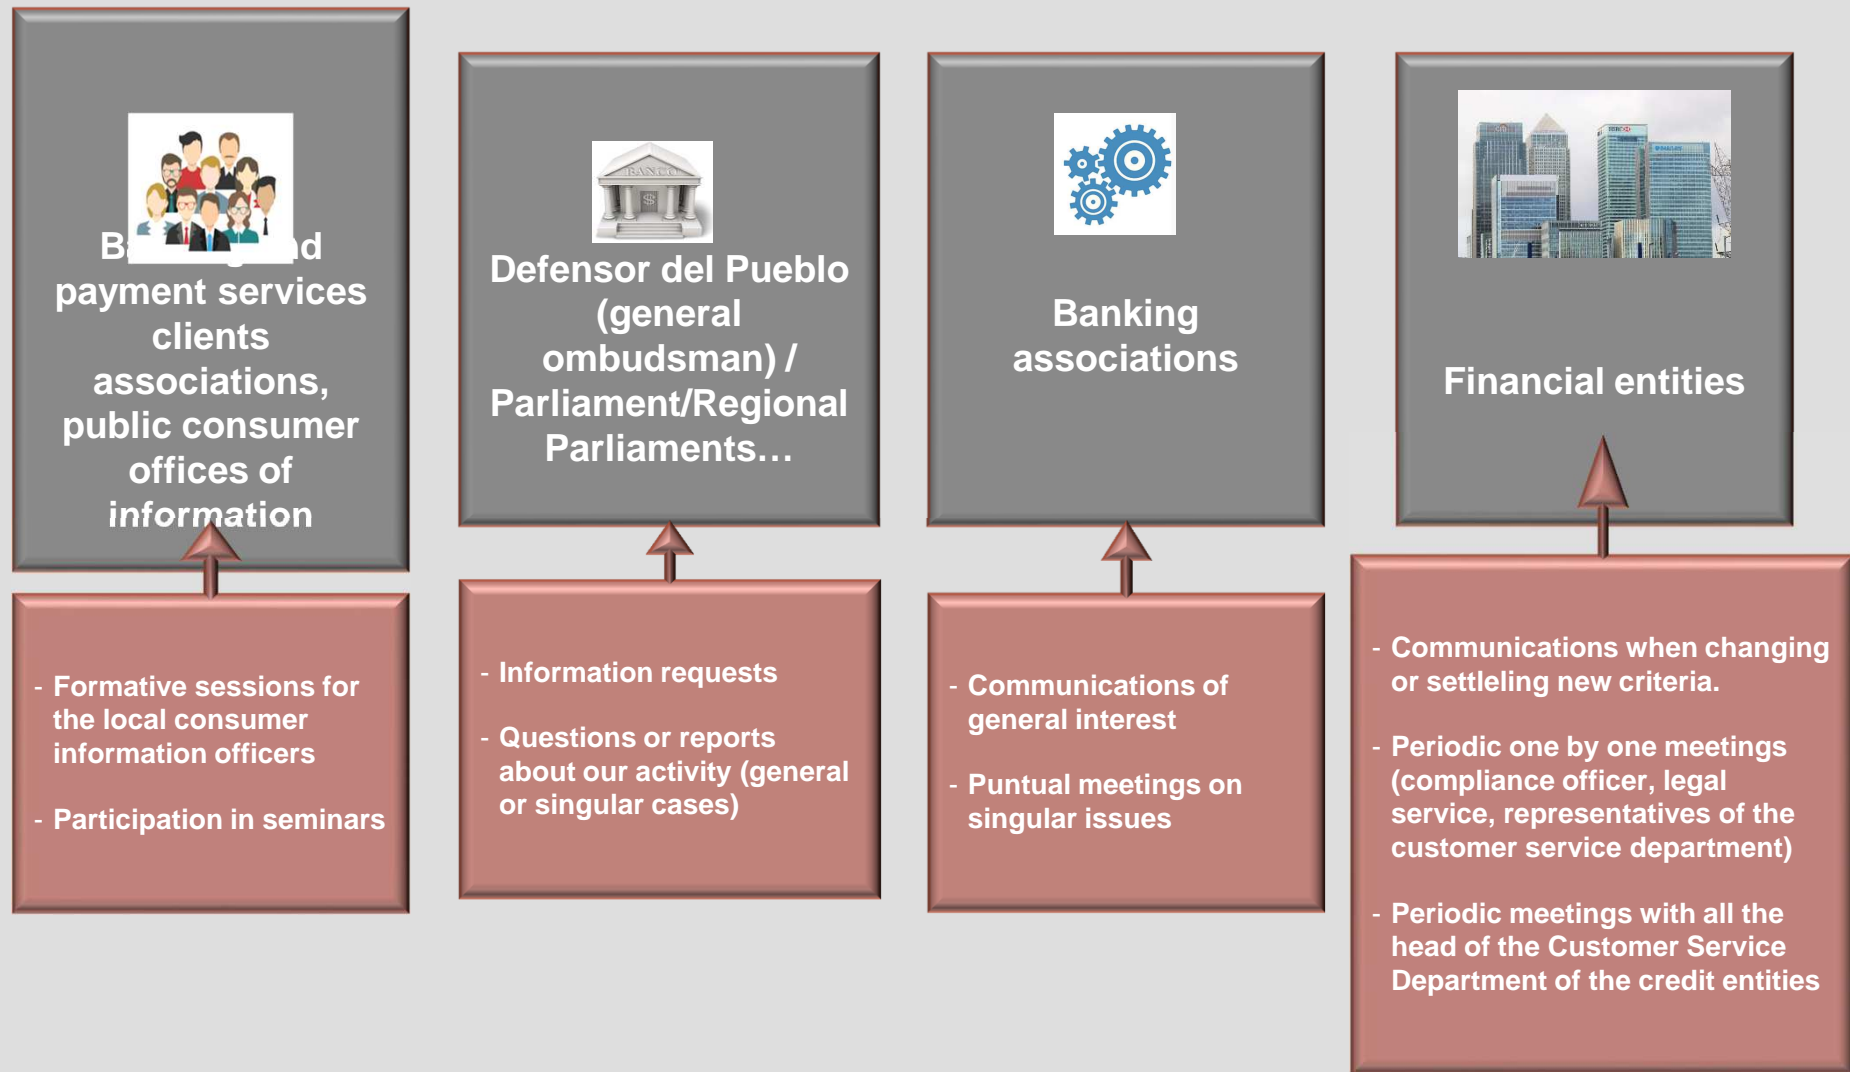 payment services
clients
associations,
public consumer
offices of
information
- Formative sessions for
the local consumer
information officers
- Participation in seminars
BANCO
$
Defensor del Pueblo
(general
ombudsman) /
Parliament/Regional
Parliaments…
- Information requests
- Questions or reports
about our activity (general
or singular cases)
Banking
associations
- Communications of
general interest
- Puntual meetings on
singular issues
HSBC
Financial entities
- Communications when changing
or settleling new criteria.
- Periodic one by one meetings
(compliance officer, legal
service, representatives of the
customer service department)
- Periodic meetings with all the
head of the Customer Service
Department of the credit entities